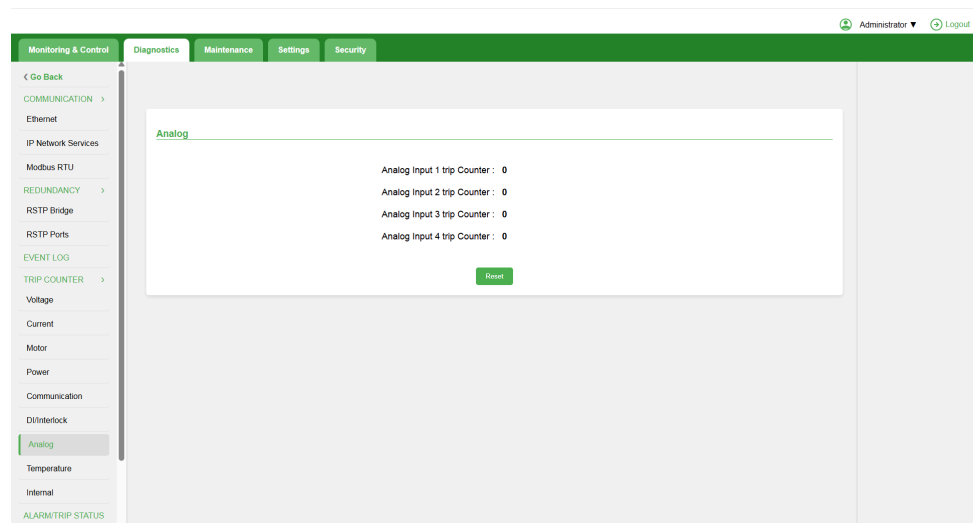 Administrator ▼ Logout
Monitoring & Control Diagnostics Maintenance Settings Security
Go Back
COMMUNICATION
Ethernet
IP Network Services
Modbus RTU
REDUNDANCY
RSTP Bridge
RSTP Ports
EVENT LOG
TRIP COUNTER
Voltage
Current
Motor
Power
Communication
DI/Interlock
Analog
Temperature
Internal
ALARM/TRIP STATUS
Analog
Analog Input 1 trip Counter : 0
Analog Input 2 trip Counter : 0
Analog Input 3 trip Counter : 0
Analog Input 4 trip Counter : 0
Reset